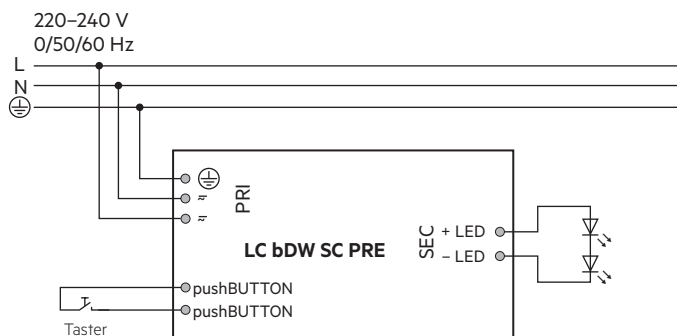 220–240 V
0/50/60 Hz
L
N
PRI
LC bDW SC PRE
SEC
+ LED
– LED
pushBUTTON
pushBUTTON
Taster